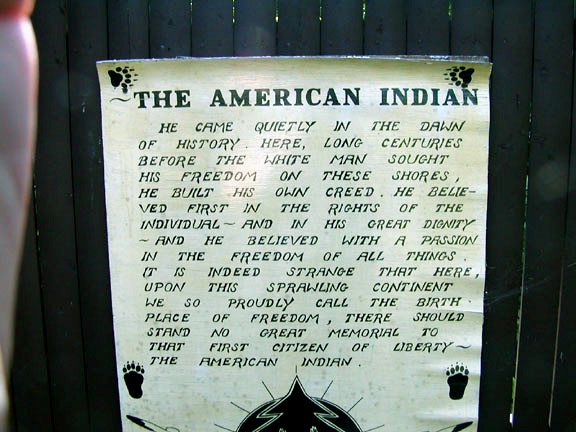 ~THE AMERICAN INDIAN
HE CAME QUIETLY IN THE DAWN
OF HISTORY. HERE, LONG CENTURIES
BEFORE THE WHITE MAN SOUGHT
HIS FREEDOM ON THESE SHORES,
HE BUILT HIS OWN CREED. HE BELIE-
VED FIRST IN THE RIGHTS OF THE
INDIVIDUAL~ AND IN HIS GREAT DIGNITY
~ AND HE BELIEVED WITH A PASSION
IN THE FREEDOM OF ALL THINGS.
IT IS INDEED STRANGE THAT HERE,
UPON THIS SPRAWLING CONTINENT
WE SO PROUDLY CALL THE BIRTH-
PLACE OF FREEDOM, THERE SHOULD
STAND NO GREAT MEMORIAL TO
THAT FIRST CITIZEN OF LIBERTY~
THE AMERICAN INDIAN.